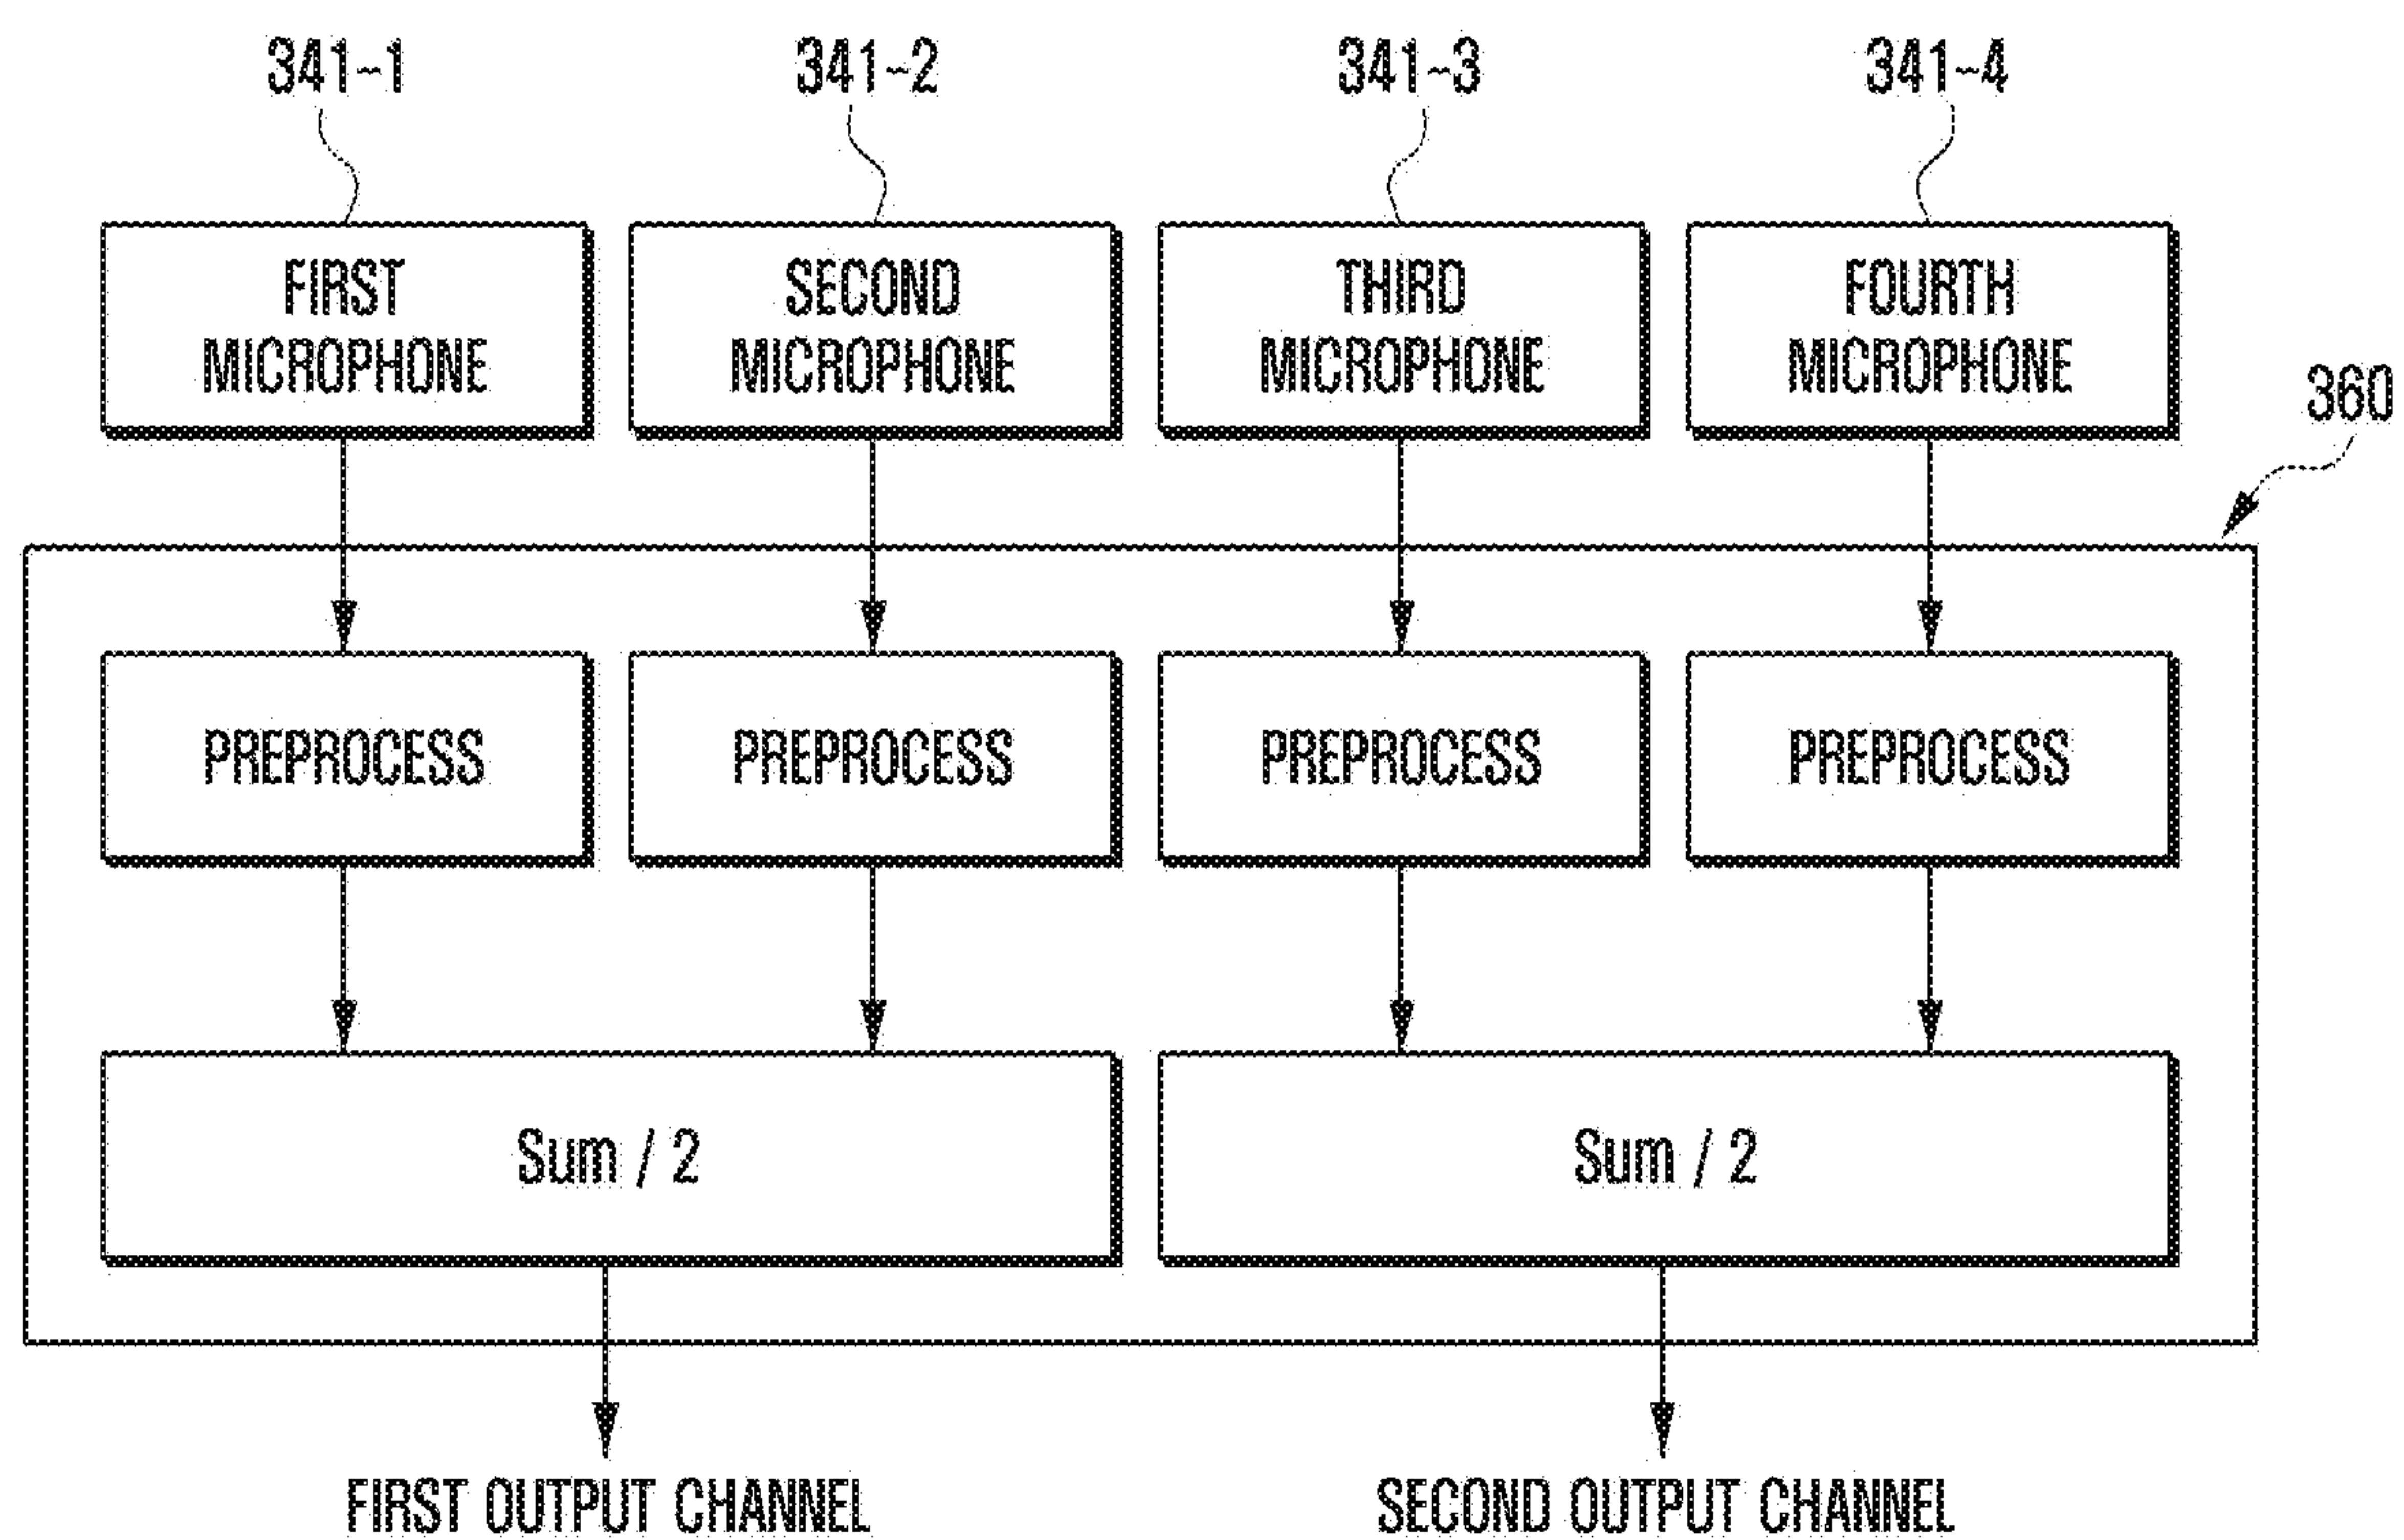 341-1
341-2
341-3
341-4
FIRST
MICROPHONE
SECOND
MICROPHONE
THIRD
MICROPHONE
FOURTH
MICROPHONE
360
PREPROCESS
PREPROCESS
PREPROCESS
PREPROCESS
Sum / 2
Sum / 2
FIRST OUTPUT CHANNEL
SECOND OUTPUT CHANNEL